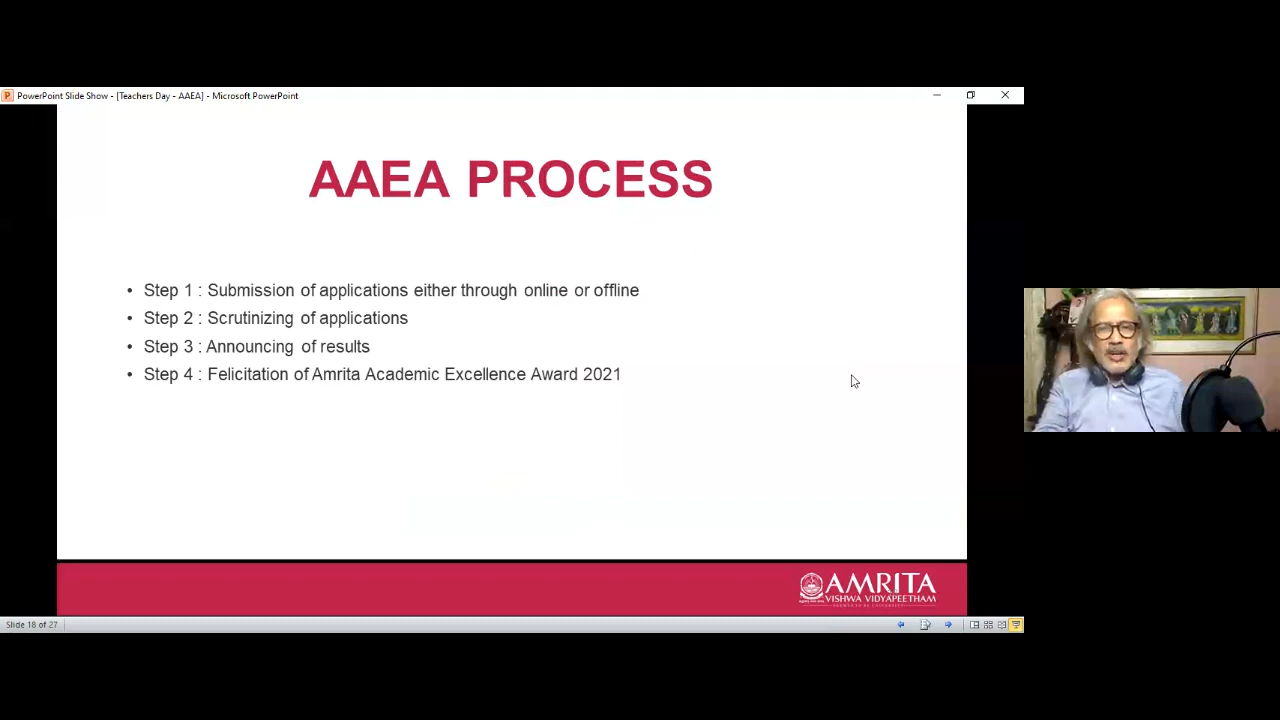 PowerPoint Slide Show - [Teachers Day - AAEA] - Microsoft PowerPoint
AAEA PROCESS
• Step 1 : Submission of applications either through online or offline
• Step 2 : Scrutinizing of applications
• Step 3 : Announcing of results
• Step 4 : Felicitation of Amrita Academic Excellence Award 2021
AMRITA
VISHWA VIDYAPEETHAM
Slide 18 of 27